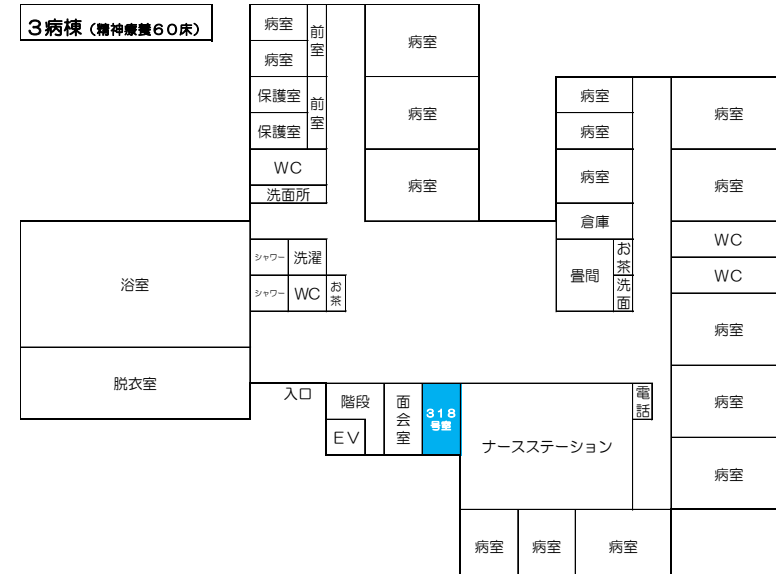 3病棟（精神療養60床）
病室
前室
病室
病室
保護室
前室
保護室
病室
WC
洗面所
病室
病室
病室
病室
病室
病室
倉庫
WC
WC
シャワー
洗濯
シャワー
WC
お茶
畳間
お茶
洗面
浴室
脱衣室
病室
病室
病室
入口
階段
EV
面会室
318
号室
ナースステーション
電話
病室
病室
病室